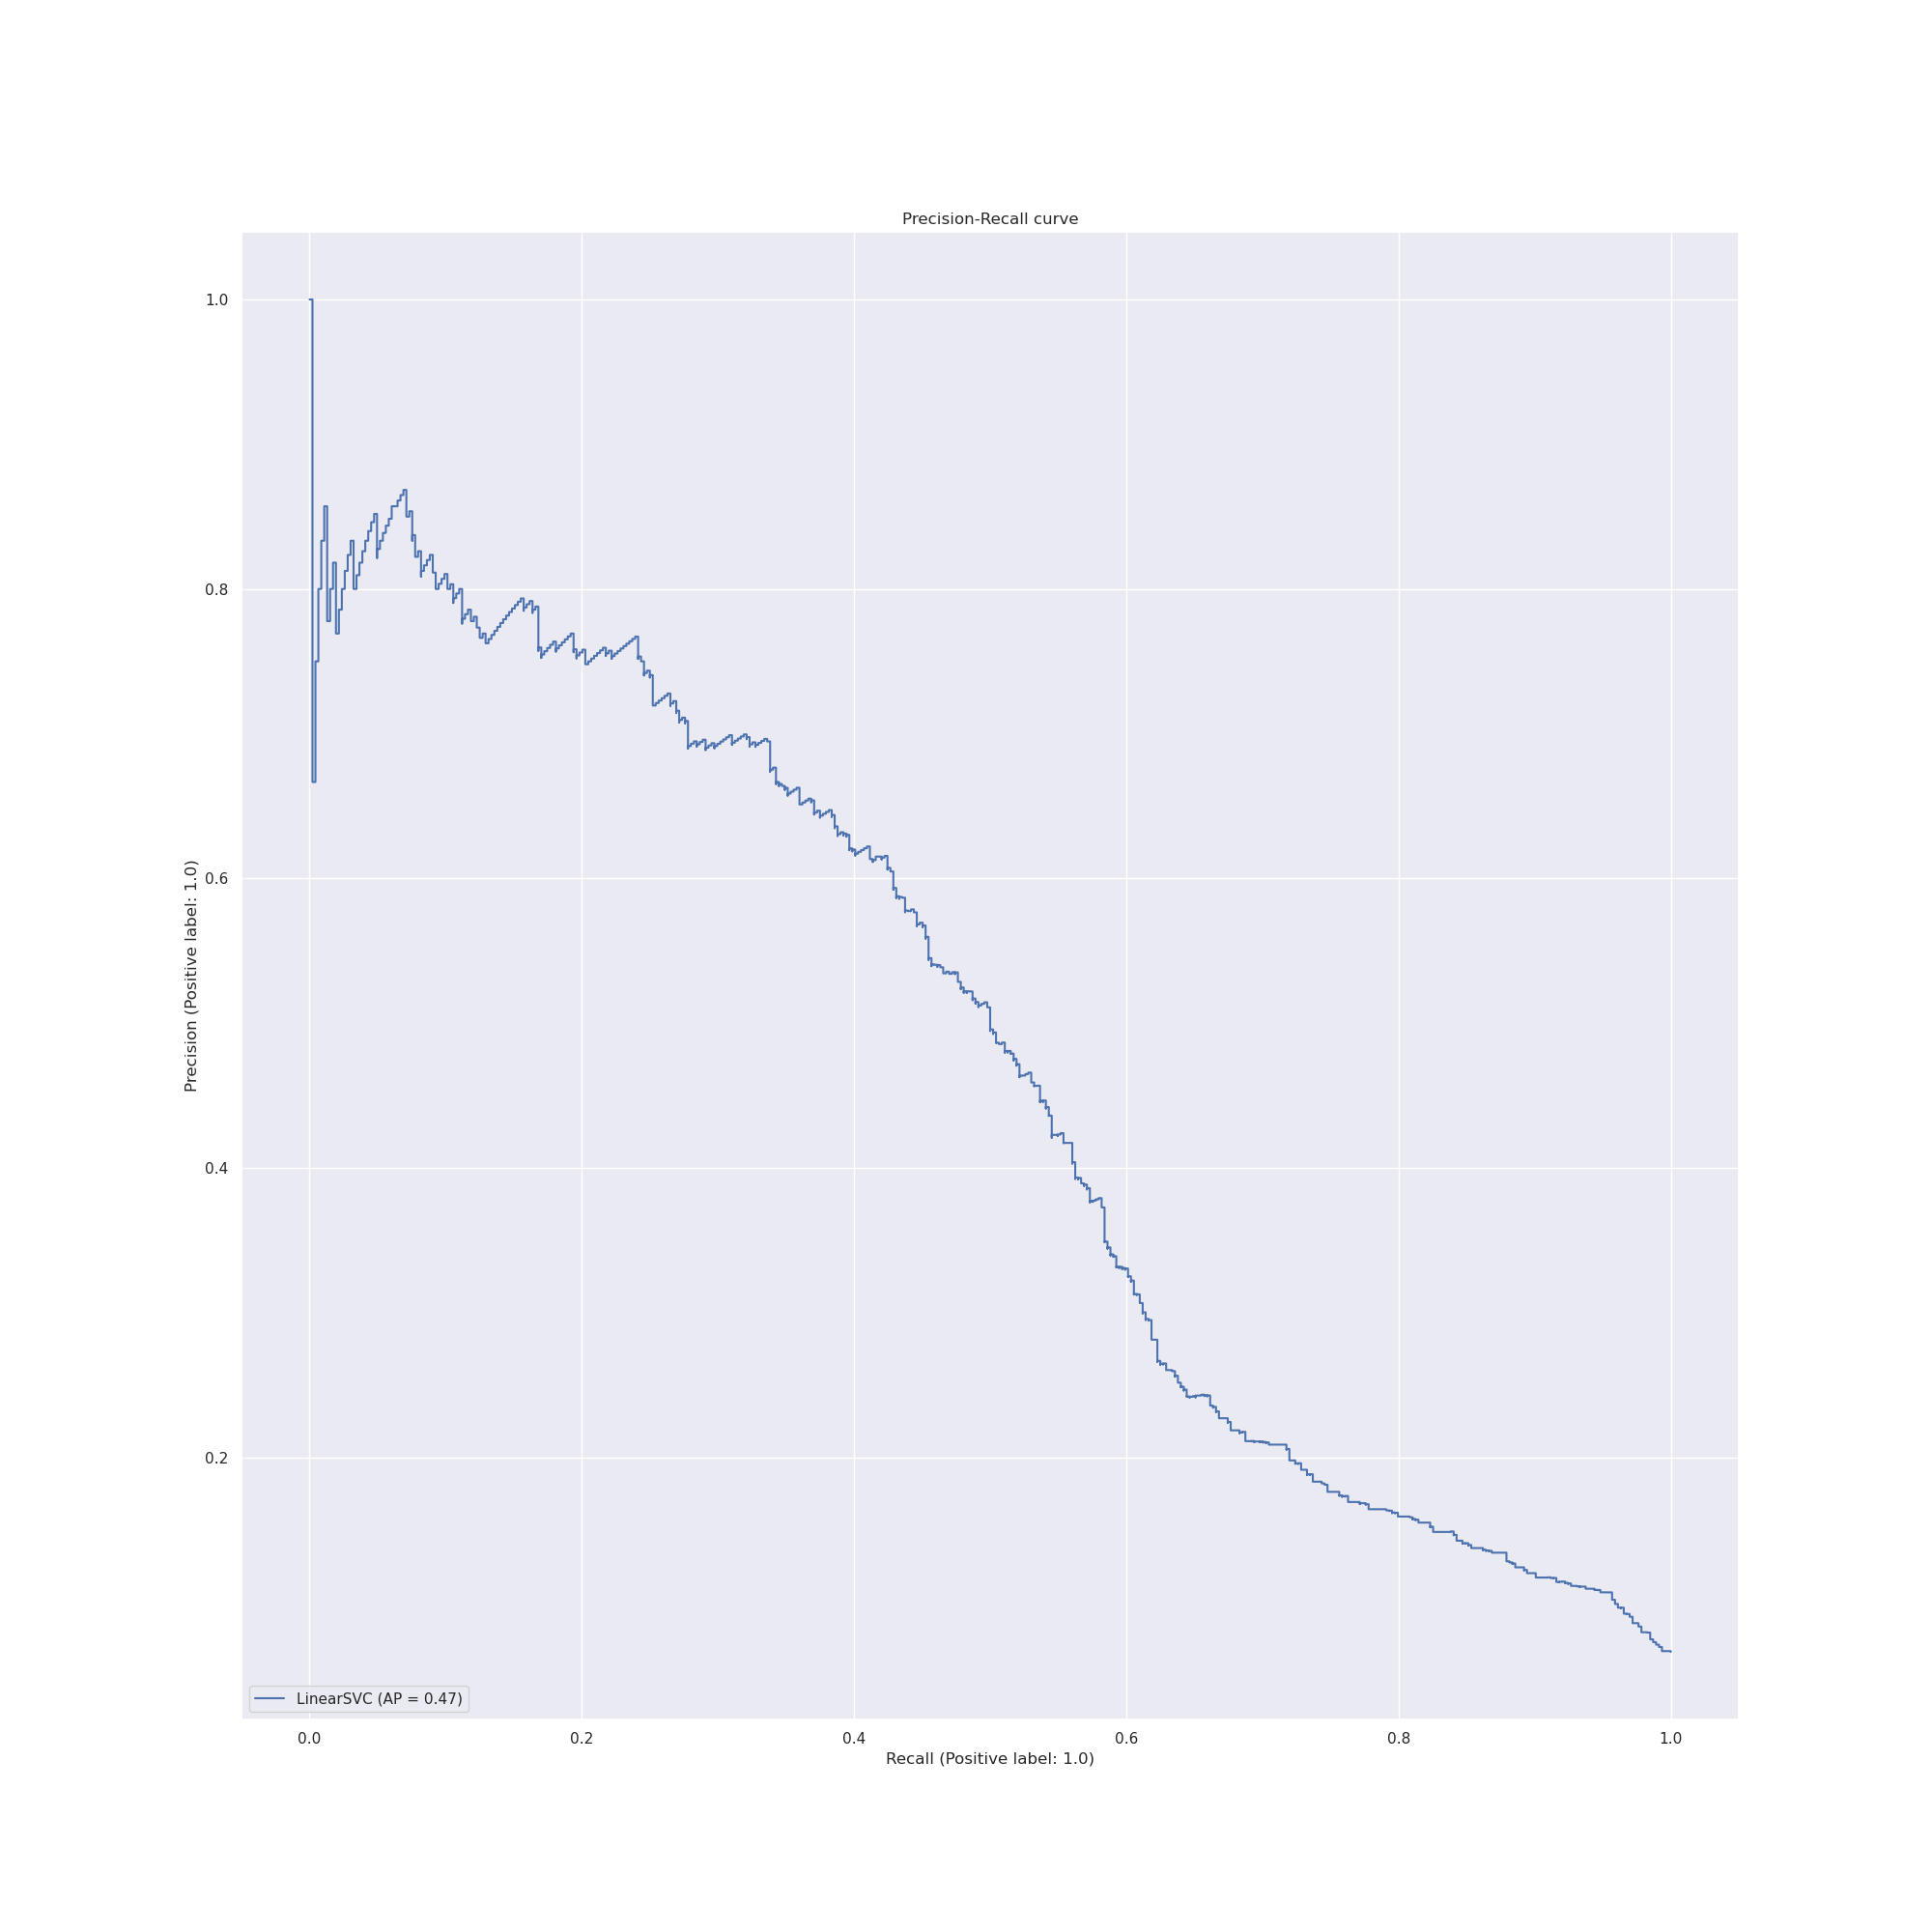 Precision-Recall curve
1.0
0.8
0.6
0.4
0.2
Precision (Positive label: 1.0)
LinearSVC (AP = 0.47)
0.0 0.2 0.4 0.6 0.8 1.0
Recall (Positive label: 1.0)